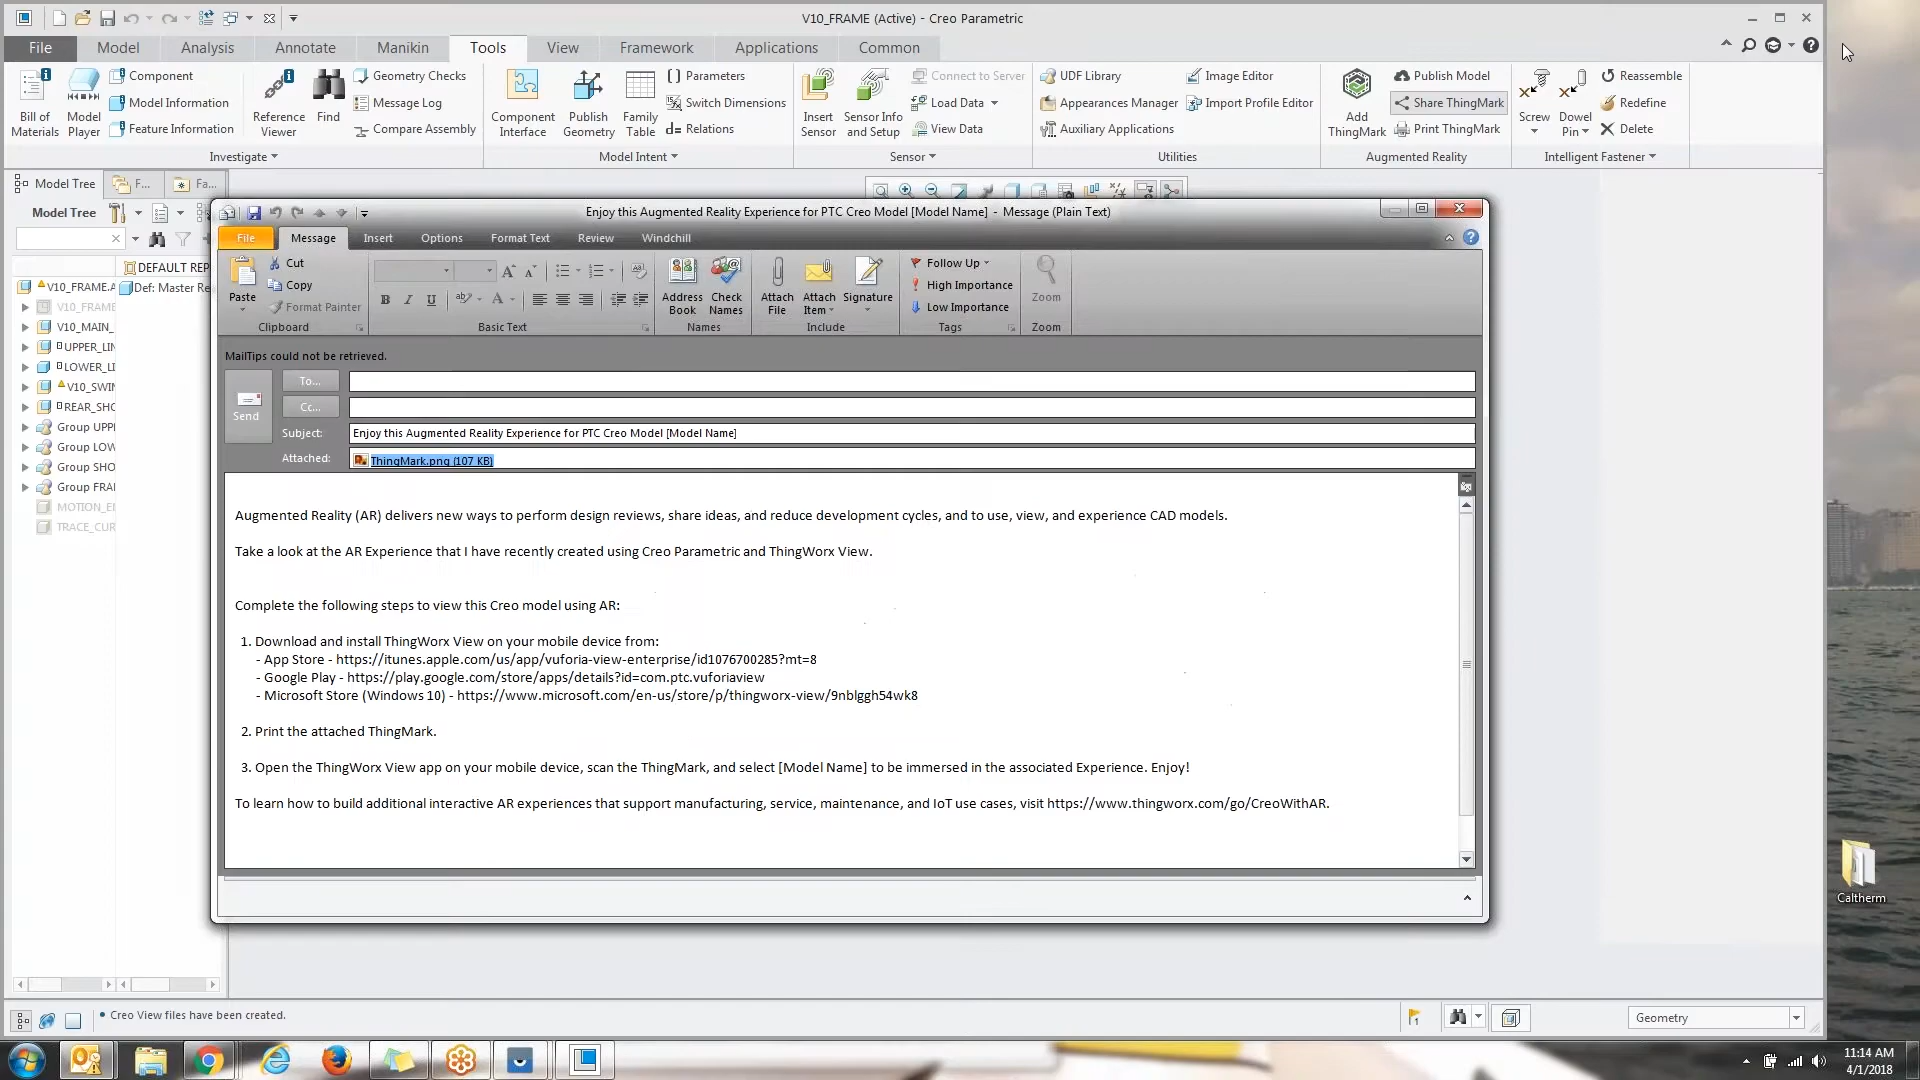 V10_FRAME (Active) - Creo Parametric
File Model Analysis Annotate Manikin Tools View Framework Applications Common
Bill of Materials
Model Player
Component
Model Information
Feature Information
Reference Viewer
Find
Geometry Checks
Message Log
Compare Assembly
Component Interface
Publish Geometry
Family Table
Parameters
Switch Dimensions
Relations
Insert Sensor
Sensor Info and Setup
Connect to Server
Load Data
View Data
UDF Library
Appearances Manager
Auxiliary Applications
Image Editor
Import Profile Editor
Add ThingMark
Publish Model
Share ThingMark
Print ThingMark
Screw
Dowel Pin
Reassemble
Redefine
Delete
Investigate Model Intent Sensor Utilities Augmented Reality Intelligent Fastener
Model Tree F... Fa...
Model Tree
DEFAULT REP
V10_FRAME.A Def: Master Re
V10_FRAME
V10_MAIN_
UPPER_LIN
LOWER_LI
V10_SWIN
REAR_SHO
Group UPP
Group LOW
Group SHO
Group FRA
MOTION_EN
TRACE_CUR
Enjoy this Augmented Reality Experience for PTC Creo Model [Model Name] - Message (Plain Text)
File Message Insert Options Format Text Review Windchill
Paste
Cut
Copy
Format Painter
Clipboard
B I U
Basic Text
Address Book
Check Names
Names
Attach File
Attach Item
Signature
Include
Follow Up
High Importance
Low Importance
Tags
Zoom
Zoom
MailTips could not be retrieved.
Send
To...
Cc...
Subject: Enjoy this Augmented Reality Experience for PTC Creo Model [Model Name]
Attached: ThingMark.png (107 KB)
Augmented Reality (AR) delivers new ways to perform design reviews, share ideas, and reduce development cycles, and to use, view, and experience CAD models.
Take a look at the AR Experience that I have recently created using Creo Parametric and ThingWorx View.
Complete the following steps to view this Creo model using AR:
1. Download and install ThingWorx View on your mobile device from:
- App Store - https://itunes.apple.com/us/app/vuforia-view-enterprise/id1076700285?mt=8
- Google Play - https://play.google.com/store/apps/details?id=com.ptc.vuforiaview
- Microsoft Store (Windows 10) - https://www.microsoft.com/en-us/store/p/thingworx-view/9nblggh54wk8
2. Print the attached ThingMark.
3. Open the ThingWorx View app on your mobile device, scan the ThingMark, and select [Model Name] to be immersed in the associated Experience. Enjoy!
To learn how to build additional interactive AR experiences that support manufacturing, service, maintenance, and IoT use cases, visit https://www.thingworx.com/go/CreoWithAR.
Caltherm
• Creo View files have been created.
Geometry
11:14 AM
4/1/2018